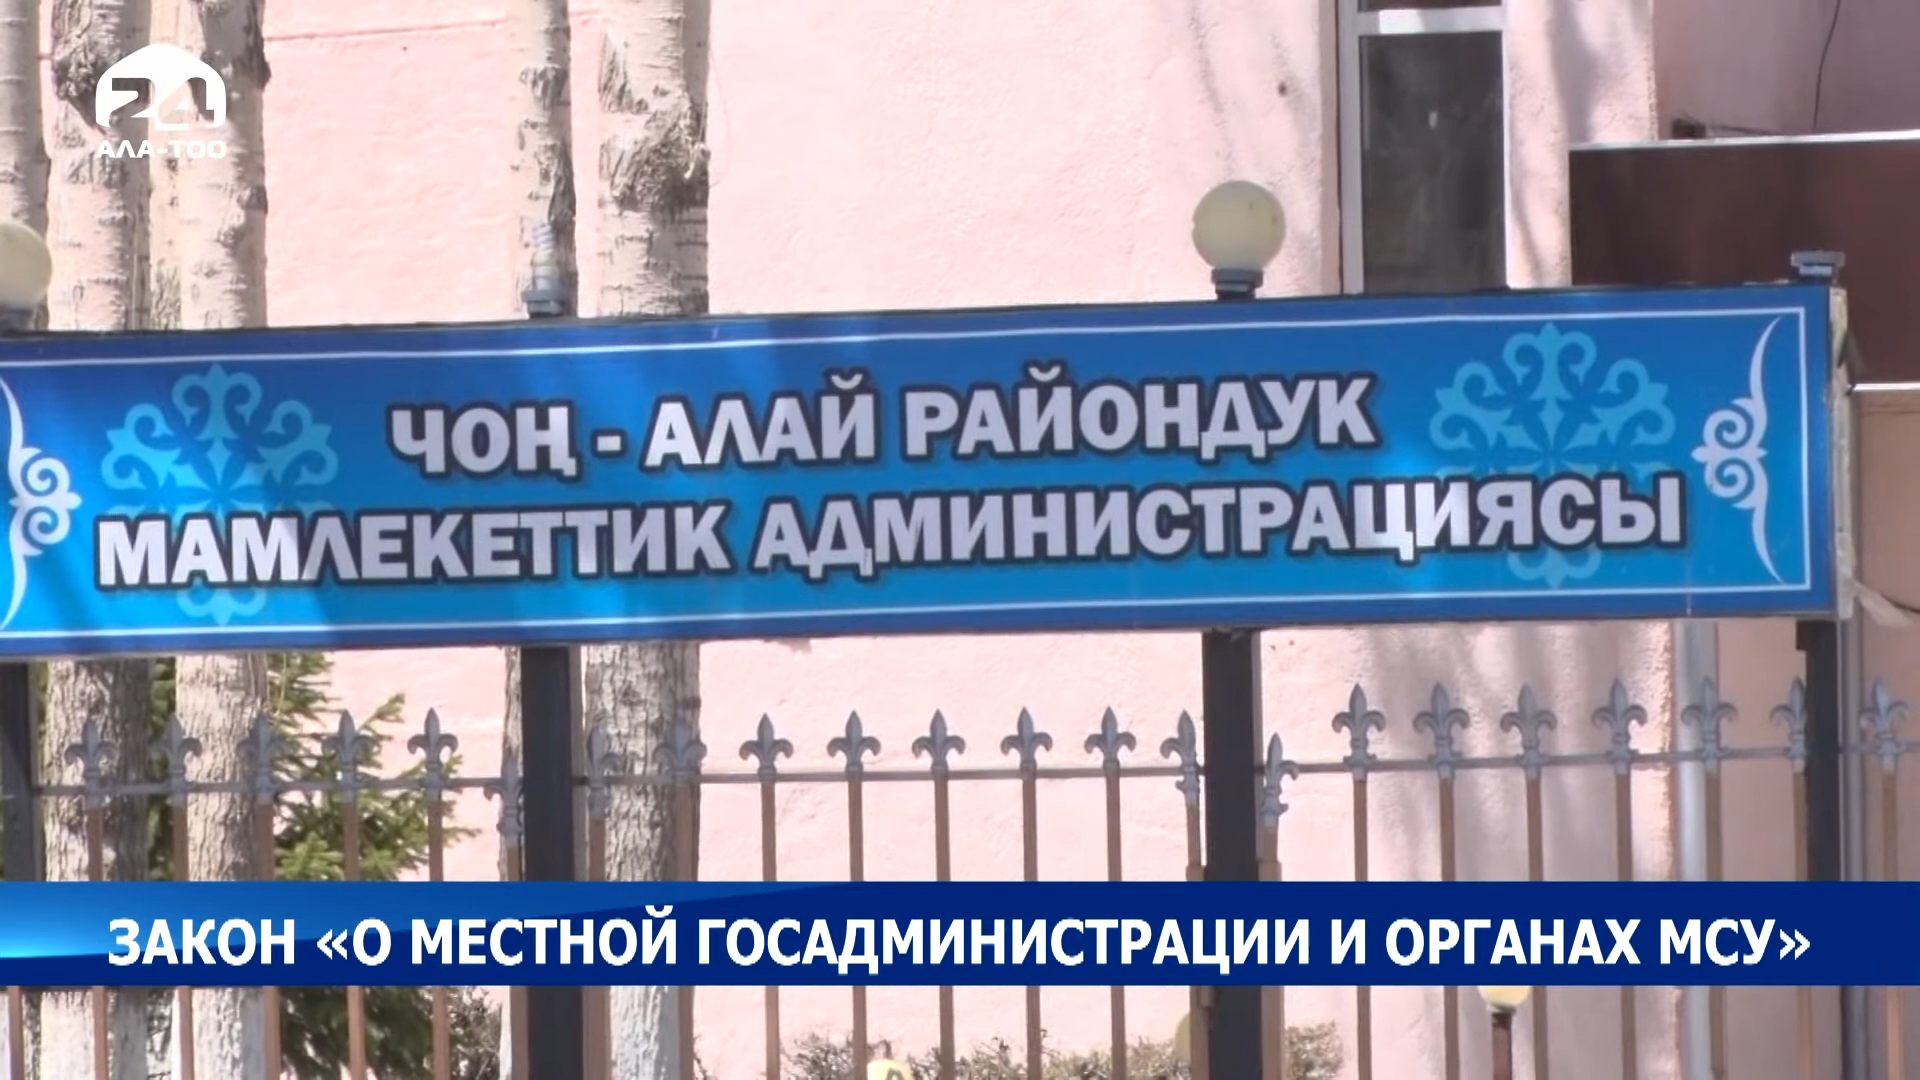 24
АЛА-ТОО
ЧОҢ - АЛАЙ РАЙОНДУК
МАМЛЕКЕТТИК АДМИНИСТРАЦИЯСЫ
ЗАКОН «О МЕСТНОЙ ГОСАДМИНИСТРАЦИИ И ОРГАНАХ МСУ»